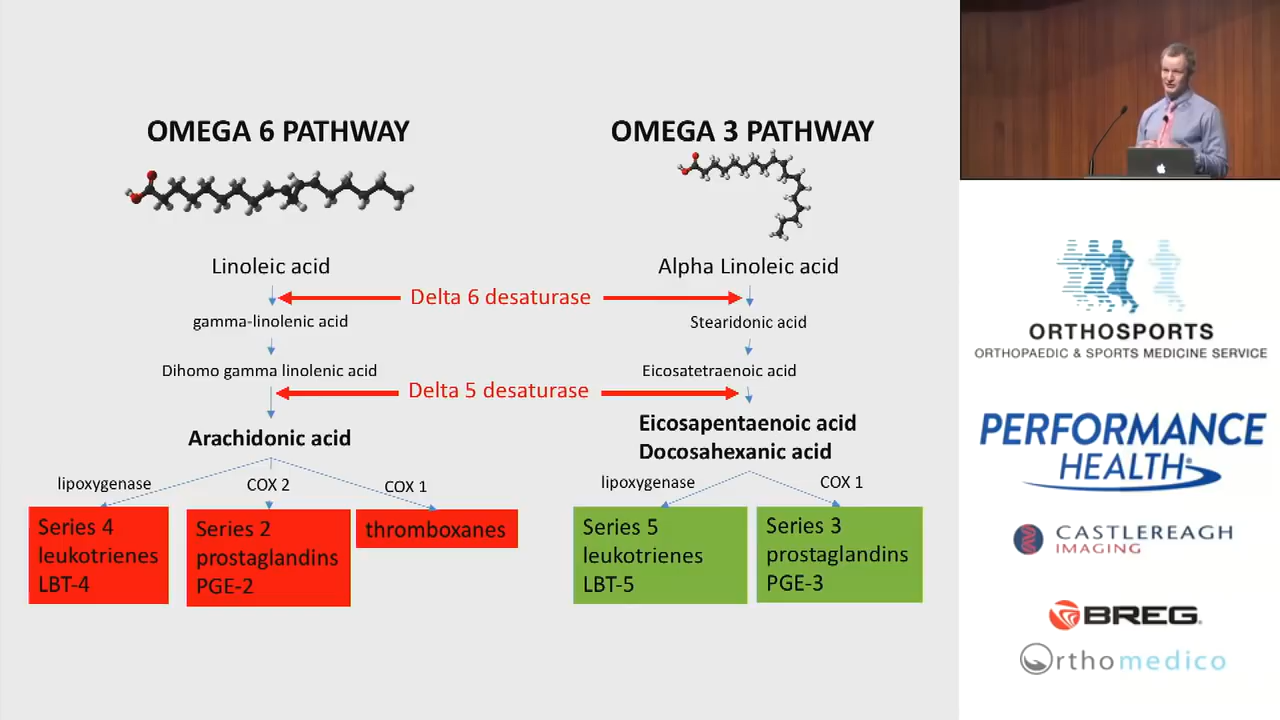 OMEGA 6 PATHWAY
OMEGA 3 PATHWAY
Linoleic acid
Alpha Linoleic acid
Delta 6 desaturase
gamma-linolenic acid
Stearidonic acid
Dihomo gamma linolenic acid
Eicosatetraenoic acid
Delta 5 desaturase
Arachidonic acid
Eicosapentaenoic acid
Docosahexanic acid
lipoxygenase
COX 2
COX 1
lipoxygenase
COX 1
Series 4
leukotrienes
LBT-4
Series 2
prostaglandins
PGE-2
thromboxanes
Series 5
leukotrienes
LBT-5
Series 3
prostaglandins
PGE-3
ORTHOSPORTS
ORTHOPAEDIC & SPORTS MEDICINE SERVICE
PERFORMANCE
HEALTH
CASTLEREAGH
IMAGING
BREG
Orthomedico